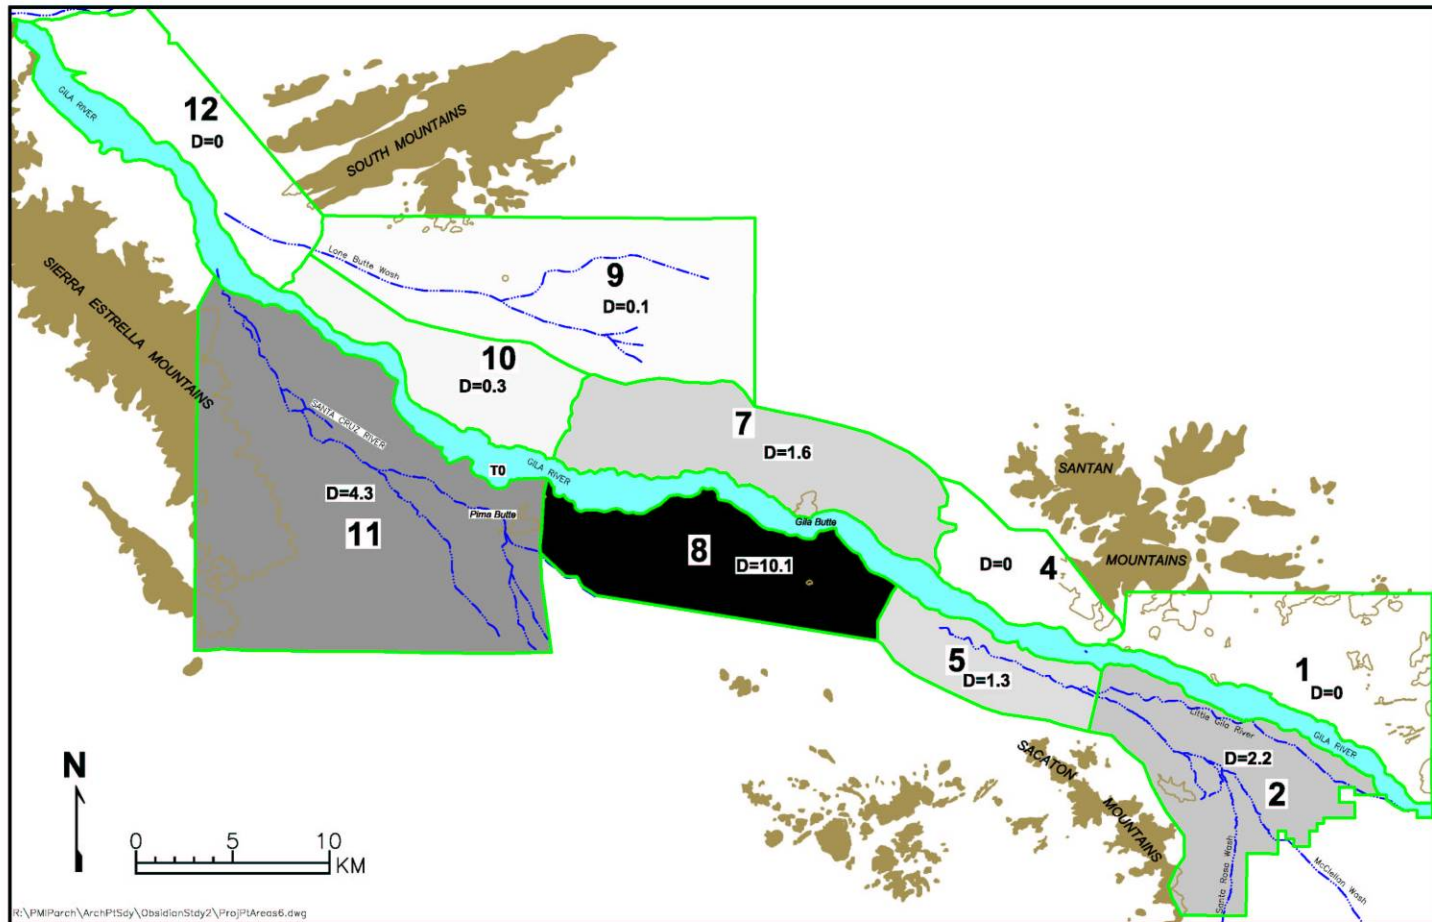 GILA RIVER
12
D=0
SOUTH MOUNTAINS
SIERRA ESTRELLA MOUNTAINS
Lone Butte Wash
9
D=0.1
10
D=0.3
SANTA CRUZ RIVER
7
D=1.6
T0
GILA RIVER
D=4.3
11
Pima Butte
Gila Butte
8
D=10.1
SANTAN
MOUNTAINS
D=0
4
5
D=1.3
1
D=0
Little Gila River
GILA RIVER
D=2.2
2
SACATON
MOUNTAINS
Santa Rosa Wash
McClellan Wash
N
0 5 10
KM
R:\PMIParch\ArchPtSdy\ObsidianStdy2\ProjPtAreas6.dwg